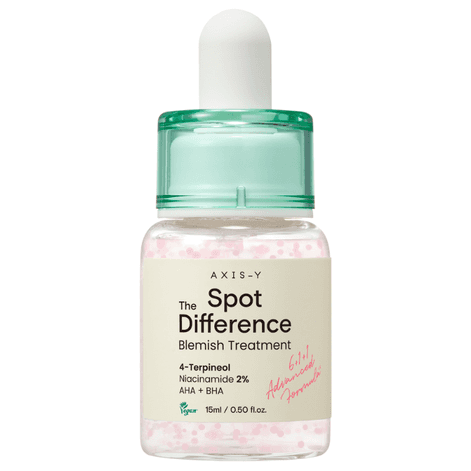 AXIS-Y
The Spot
Difference
Blemish Treatment
4-Terpineol
Niacinamide 2%
AHA + BHA
6+1+1
Advanced
Formula
Vegan
15ml / 0.50 fl.oz.